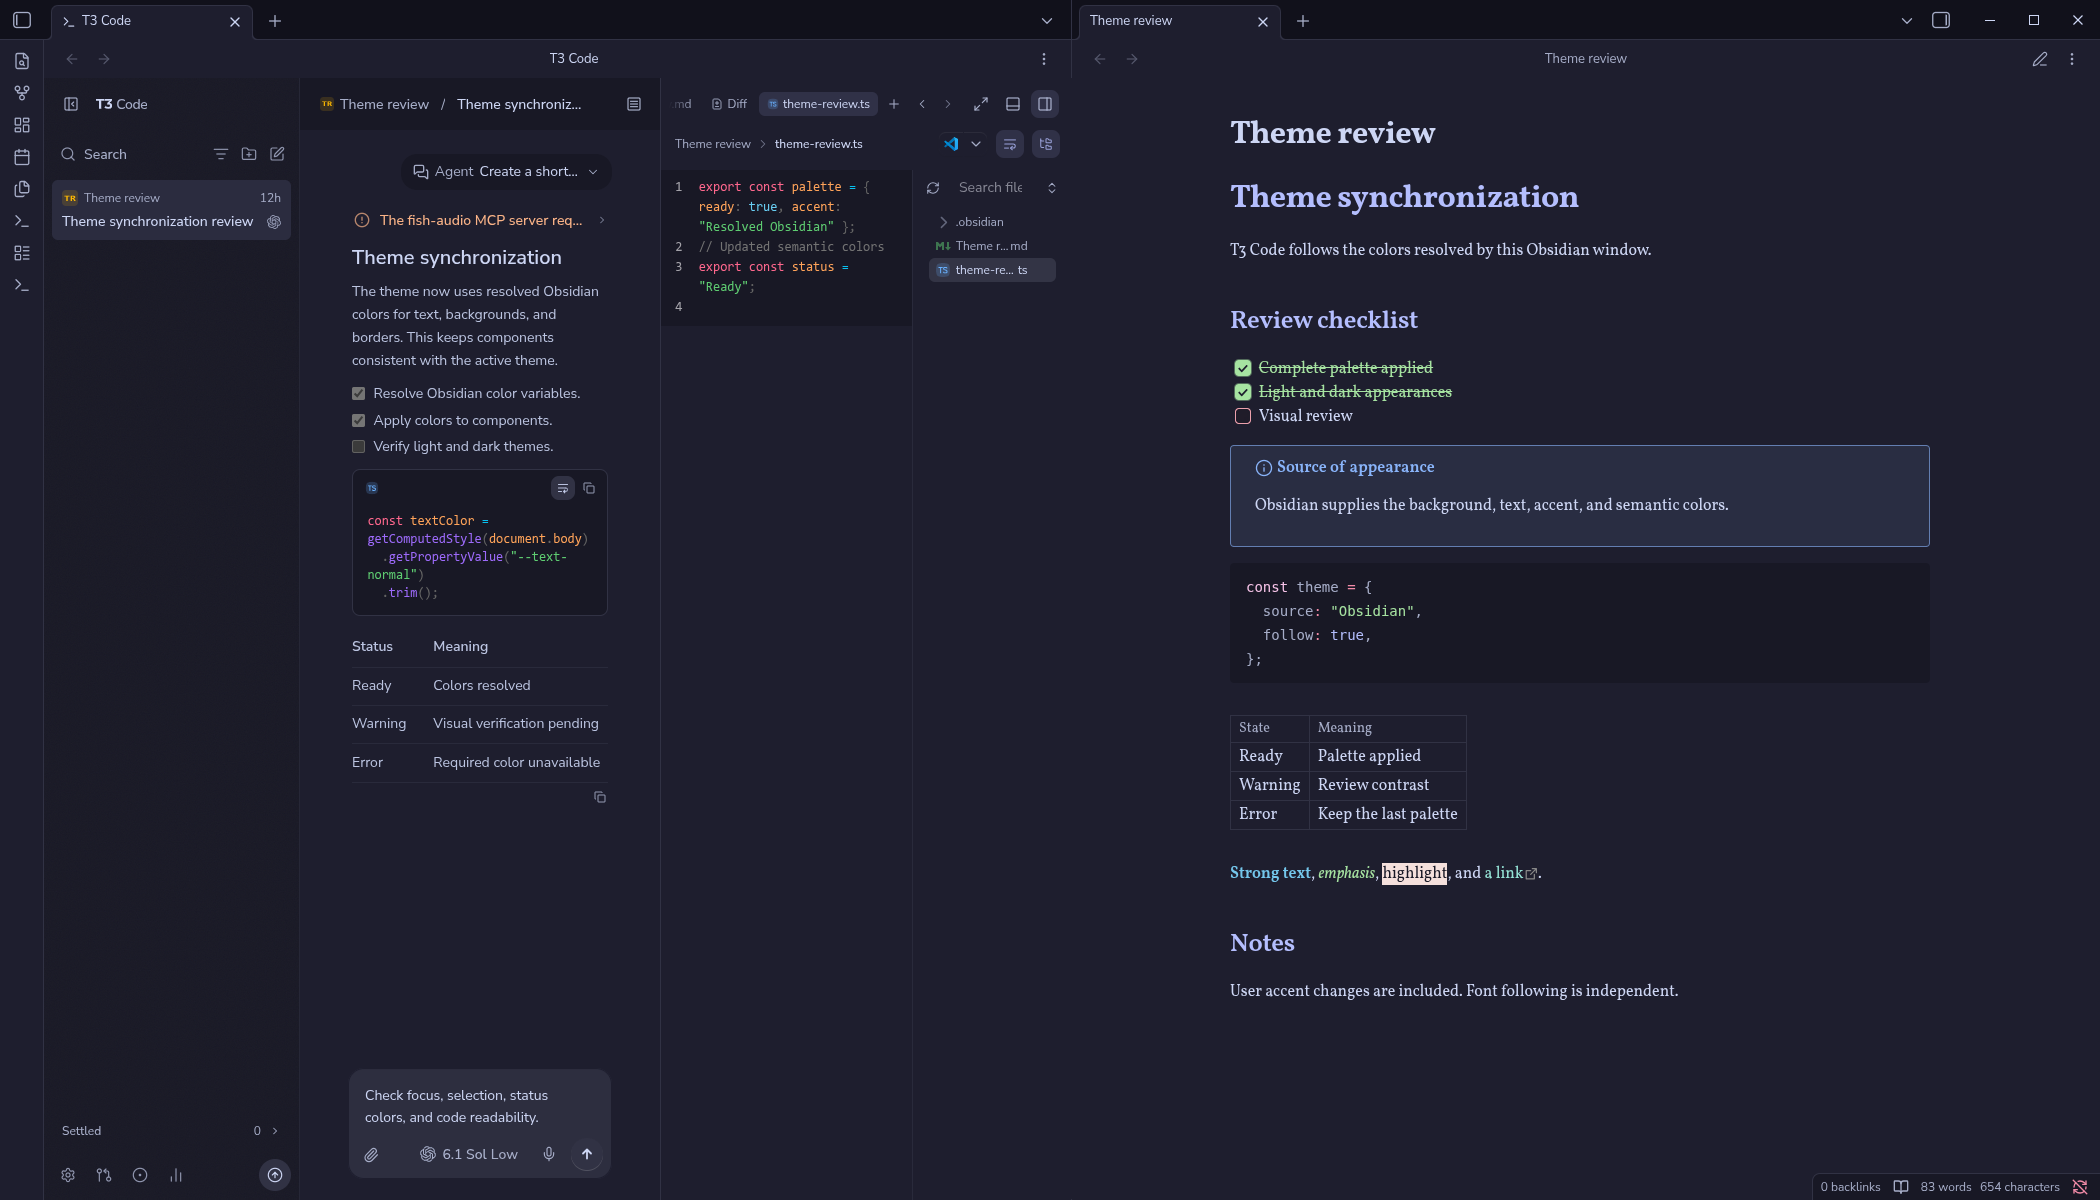 T3 Code
Theme review
T3 Code
Theme review
T3 Code
Search
TR Theme review 12h
Theme synchronization review
Settled 0
TR Theme review / Theme synchroniz...
Agent Create a short...
The fish-audio MCP server req...
Theme synchronization
The theme now uses resolved Obsidian
colors for text, backgrounds, and
borders. This keeps components
consistent with the active theme.
Resolve Obsidian color variables.
Apply colors to components.
Verify light and dark themes.
TS
const textColor =
getComputedStyle(document.body)
.getPropertyValue("--text-
normal")
.trim();
Status Meaning
Ready Colors resolved
Warning Visual verification pending
Error Required color unavailable
Check focus, selection, status
colors, and code readability.
6.1 Sol Low
.md Diff TS theme-review.ts
Theme review > theme-review.ts
1 export const palette = {
ready: true, accent:
"Resolved Obsidian" };
2 // Updated semantic colors
3 export const status =
"Ready";
4
Search file
.obsidian
M↓ Theme r... md
TS theme-re... ts
Theme review
Theme synchronization
T3 Code follows the colors resolved by this Obsidian window.
Review checklist
Complete palette applied
Light and dark appearances
Visual review
Source of appearance
Obsidian supplies the background, text, accent, and semantic colors.
const theme = {
source: "Obsidian",
follow: true,
};
State Meaning
Ready Palette applied
Warning Review contrast
Error Keep the last palette
Strong text, emphasis, highlight, and a link.
Notes
User accent changes are included. Font following is independent.
0 backlinks 83 words 654 characters